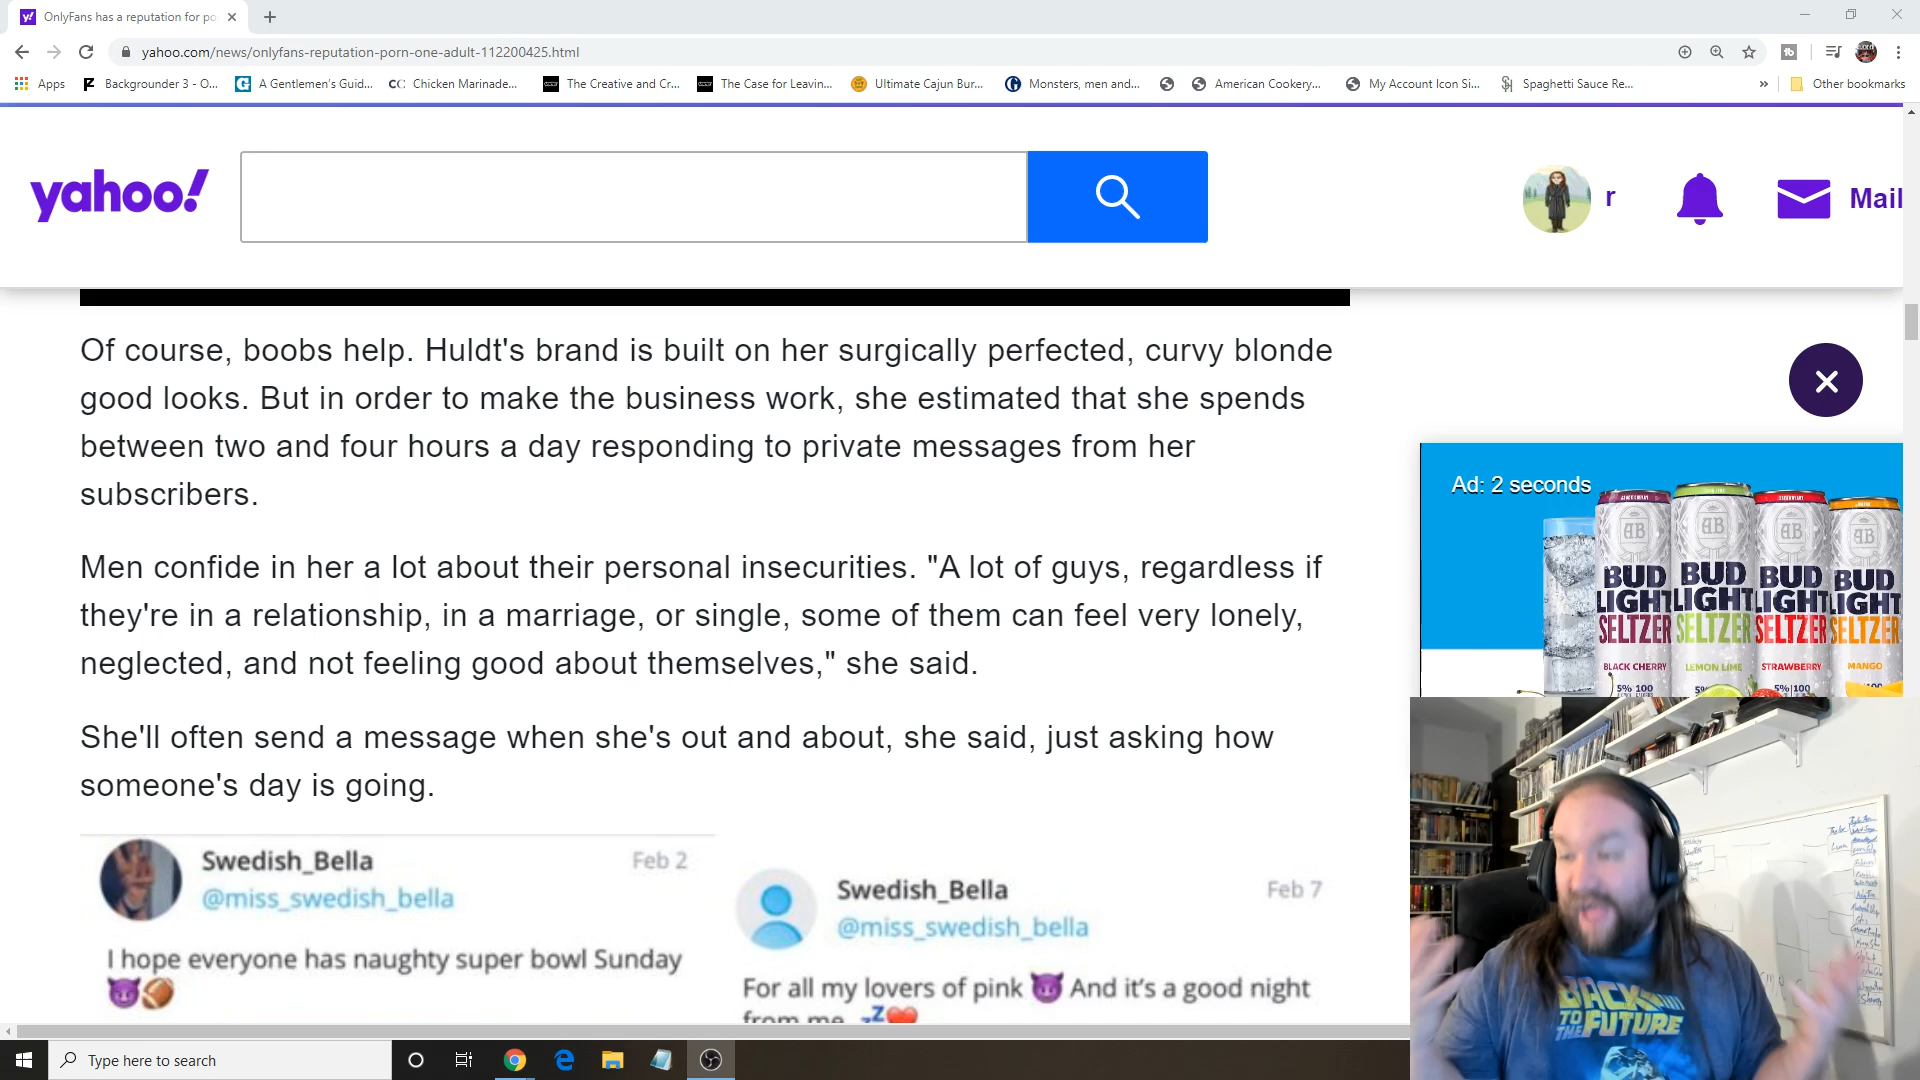 OnlyFans has a reputation for po
yahoo.com/news/onlyfans-reputation-porn-one-adult-112200425.html
Apps
Backgrounder 3 - O...
A Gentlemen's Guid...
CC Chicken Marinade...
The Creative and Cr...
The Case for Leavin...
Ultimate Cajun Bur...
Monsters, men and...
American Cookery...
My Account Icon Si...
Spaghetti Sauce Re...
»
Other bookmarks
yahoo!
r
Mail
Of course, boobs help. Huldt's brand is built on her surgically perfected, curvy blonde
good looks. But in order to make the business work, she estimated that she spends
between two and four hours a day responding to private messages from her
subscribers.
Men confide in her a lot about their personal insecurities. "A lot of guys, regardless if
they're in a relationship, in a marriage, or single, some of them can feel very lonely,
neglected, and not feeling good about themselves," she said.
She'll often send a message when she's out and about, she said, just asking how
someone's day is going.
Swedish_Bella
Feb 2
@miss_swedish_bella
I hope everyone has naughty super bowl Sunday
😈🏈
Swedish_Bella
Feb 7
@miss_swedish_bella
For all my lovers of pink 😈 And it's a good night
from me 💤❤️
Ad: 2 seconds
BUD LIGHT SELTZER BLACK CHERRY 5% 100
BUD LIGHT SELTZER LEMON LIME
BUD LIGHT SELTZER STRAWBERRY 5% 100
BUD LIGHT SELTZER MANGO
BACK
TO THE FUTURE
Type here to search